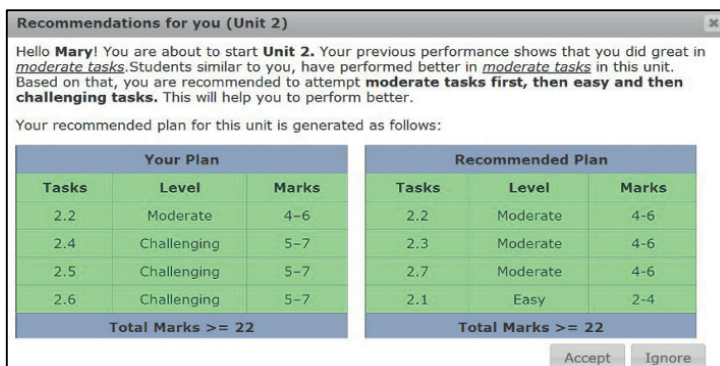 Recommendations for you (Unit 2)
Hello Mary! You are about to start Unit 2. Your previous performance shows that you did great in
moderate tasks.Students similar to you, have performed better in moderate tasks in this unit.
Based on that, you are recommended to attempt moderate tasks first, then easy and then
challenging tasks. This will help you to perform better.
Your recommended plan for this unit is generated as follows:
Your Plan
Tasks Level Marks
2.2 Moderate 4–6
2.4 Challenging 5–7
2.5 Challenging 5–7
2.6 Challenging 5–7
Total Marks >= 22
Recommended Plan
Tasks Level Marks
2.2 Moderate 4-6
2.3 Moderate 4-6
2.7 Moderate 4-6
2.1 Easy 2-4
Total Marks >= 22
Accept Ignore